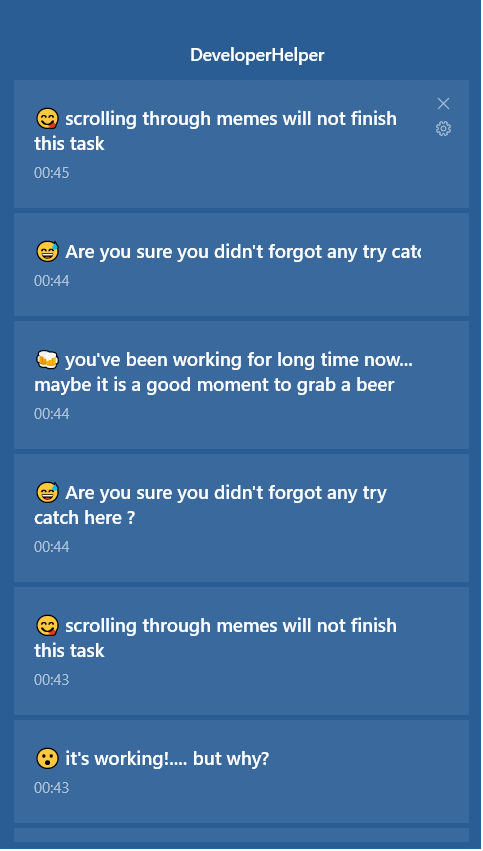 DeveloperHelper
😋 scrolling through memes will not finish
this task
00:45
😅 Are you sure you didn't forgot any try catc
00:44
🍻 you've been working for long time now...
maybe it is a good moment to grab a beer
00:44
😅 Are you sure you didn't forgot any try
catch here ?
00:44
😋 scrolling through memes will not finish
this task
00:43
😮 it's working!.... but why?
00:43